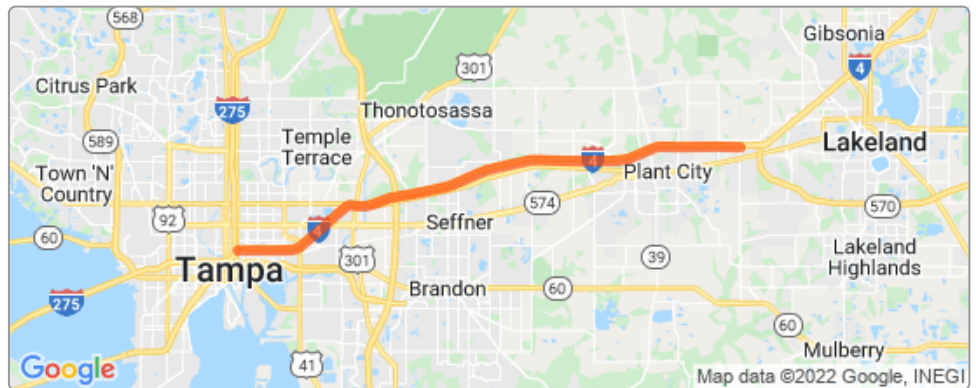 568
Gibsonia
301
4
Citrus Park
275
Thonotosassa
589
Temple
Terrace
Lakeland
4
Town 'N'
Country
Plant City
92
574
570
4
Seffner
60
301
39
Lakeland
Highlands
Tampa
Brandon
60
275
60
41
Mulberry
Google
Map data ©2022 Google, INEGI